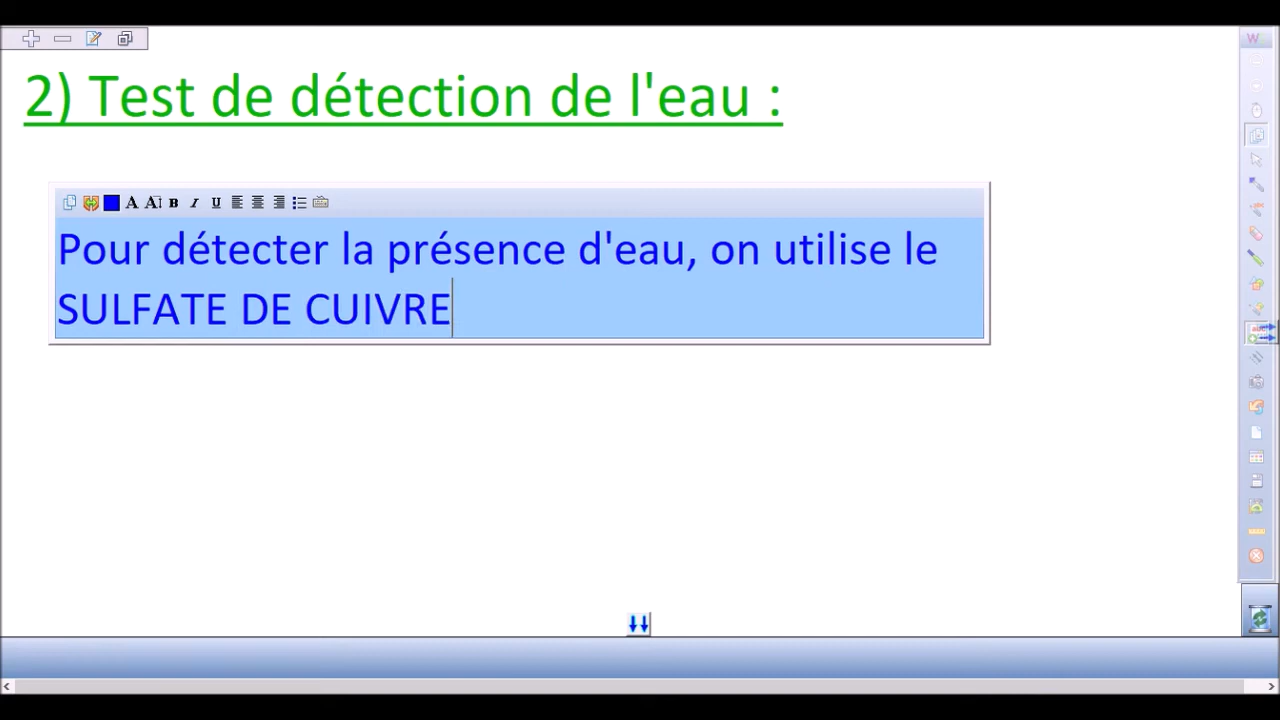 2) Test de détection de l'eau :
Pour détecter la présence d'eau, on utilise le
SULFATE DE CUIVRE